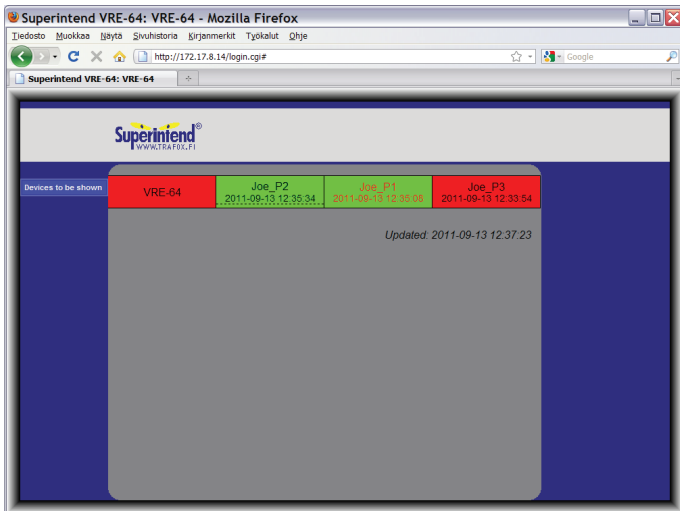 Superintend VRE-64: VRE-64 - Mozilla Firefox
Tiedosto Muokkaa Näytä Sivuhistoria Kirjanmerkit Työkalut Ohje
http://172.17.8.14/login.cgi#
Google
Superintend VRE-64: VRE-64
Superintend®
WWW.TRAFOX.FI
Devices to be shown
VRE-64
Joe_P2
2011-09-13 12:35:34
Joe_P1
2011-09-13 12:35:08
Joe_P3
2011-09-13 12:33:54
Updated: 2011-09-13 12:37:23